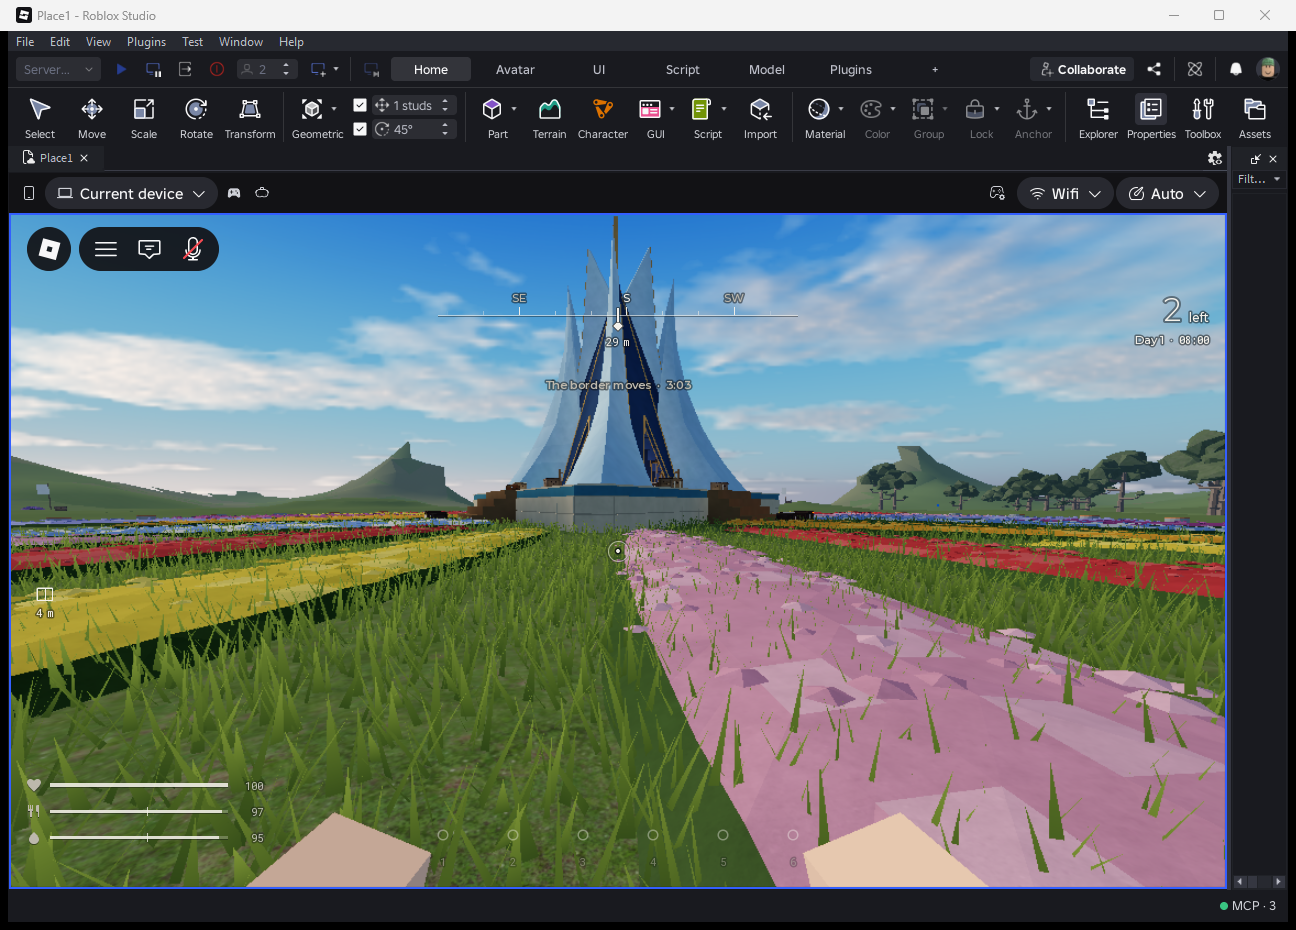 Place1 - Roblox Studio
File Edit View Plugins Test Window Help
Server... 2 Home Avatar UI Script Model Plugins + Collaborate
1 studs
45°
Select Move Scale Rotate Transform Geometric Part Terrain Character GUI Script Import Material Color Group Lock Anchor Explorer Properties Toolbox Assets
Place1
Filt...
Current device Wifi Auto
SE S SW
2 left
29 m
Day 1 · 08:00
The border moves · 3:03
4 m
100
97
95
1 2 3 4 5 6
MCP · 3